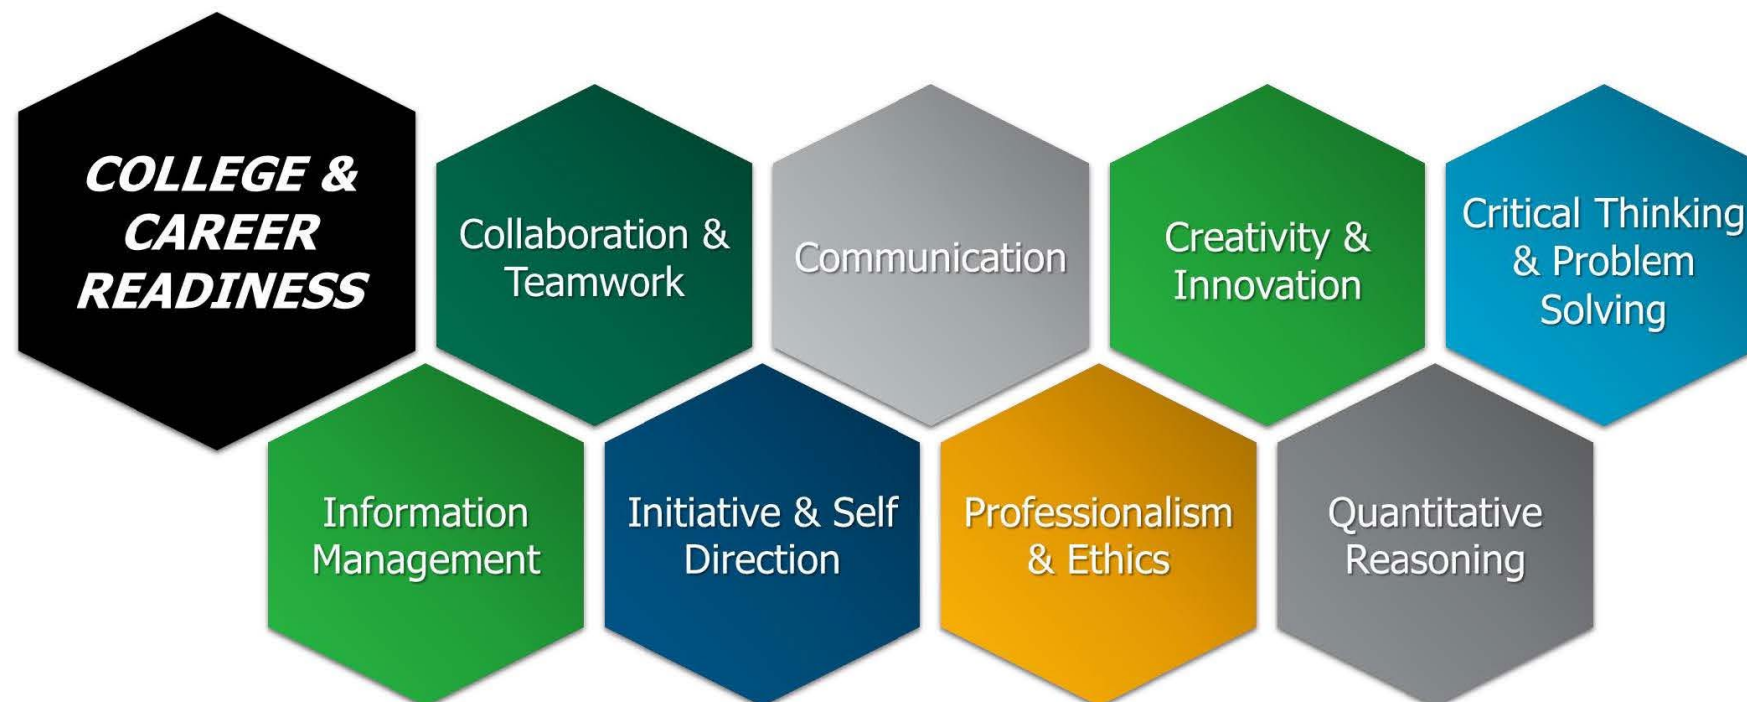 COLLEGE &
CAREER
READINESS
Collaboration &
Teamwork
Communication
Creativity &
Innovation
Critical Thinking
& Problem
Solving
Information
Management
Initiative & Self
Direction
Professionalism
& Ethics
Quantitative
Reasoning